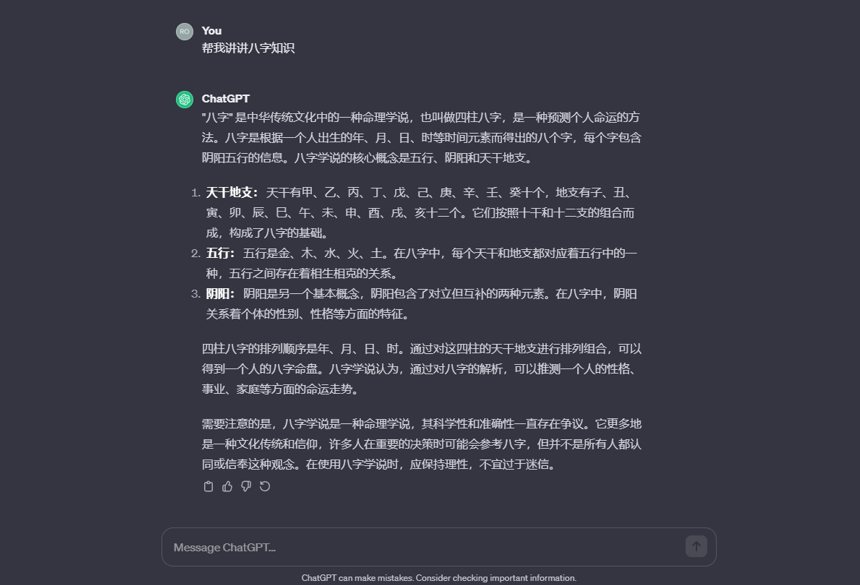 You
帮我讲讲八字知识
ChatGPT
"八字" 是中华传统文化中的一种命理学说，也叫做四柱八字，是一种预测个人命运的方
法。八字是根据一个人出生的年、月、日、时等时间元素而得出的八个字，每个字包含
阴阳五行的信息。八字学说的核心概念是五行、阴阳和天干地支。
1. 天干地支： 天干有甲、乙、丙、丁、戊、己、庚、辛、壬、癸十个，地支有子、丑、
寅、卯、辰、巳、午、未、申、酉、戌、亥十二个。它们按照十干和十二支的组合而
成，构成了八字的基础。
2. 五行： 五行是金、木、水、火、土。在八字中，每个天干和地支都对应着五行中的一
种，五行之间存在着相生相克的关系。
3. 阴阳： 阴阳是另一个基本概念，阴阳包含了对立但互补的两种元素。在八字中，阴阳
关系着个体的性别、性格等方面的特征。
四柱八字的排列顺序是年、月、日、时。通过对这四柱的天干地支进行排列组合，可以
得到一个人的八字命盘。八字学说认为，通过对八字的解析，可以推测一个人的性格、
事业、家庭等方面的命运走势。
需要注意的是，八字学说是一种命理学说，其科学性和准确性一直存在争议。它更多地
是一种文化传统和信仰，许多人在重要的决策时可能会参考八字，但并不是所有人都认
同或信奉这种观念。在使用八字学说时，应保持理性，不宜过于迷信。
Message ChatGPT...
ChatGPT can make mistakes. Consider checking important information.